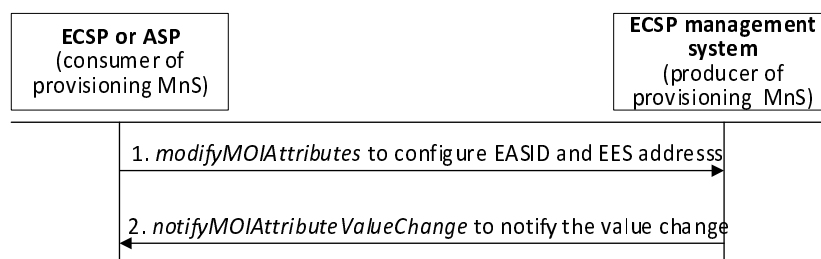 ECSP or ASP
(consumer of
provisioning MnS)
ECSP management
system
(producer of
provisioning MnS)
1. modifyMOIAttributes to configure EASID and EES addresss
2. notifyMOIAttributeValueChange to notify the value change